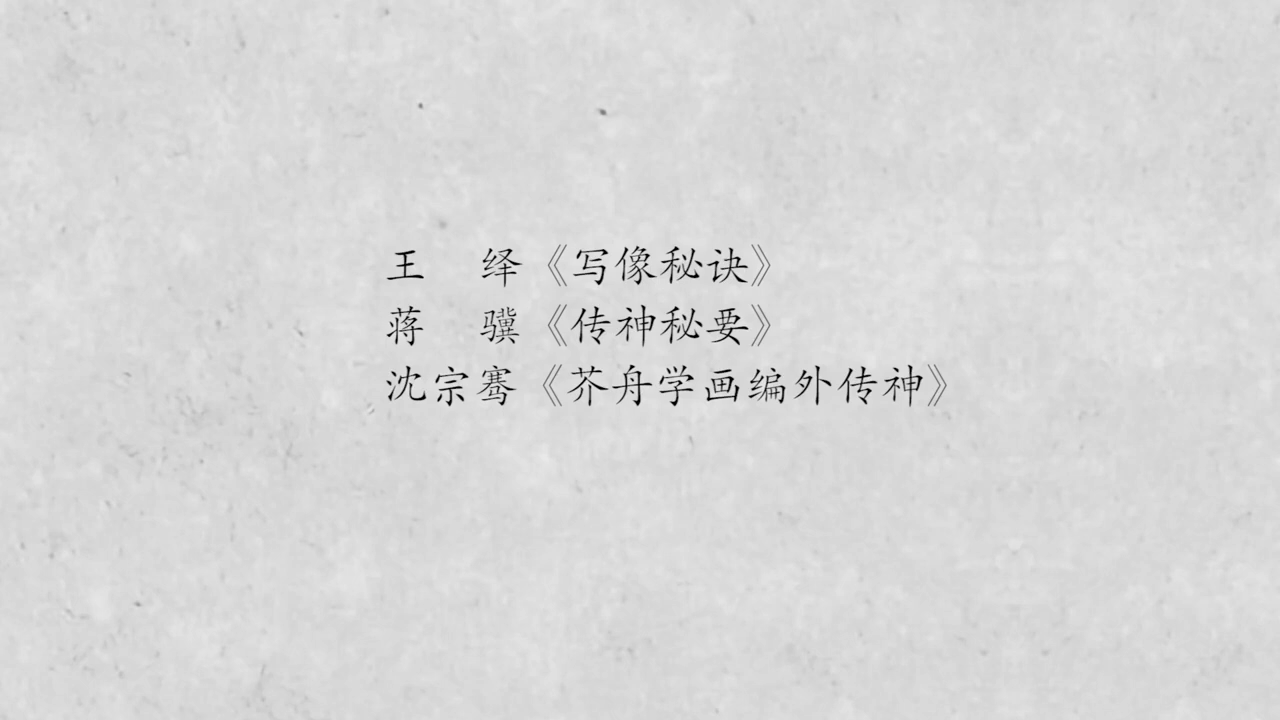 王　绎《写像秘诀》
蒋　骥《传神秘要》
沈宗骞《芥舟学画编外传神》